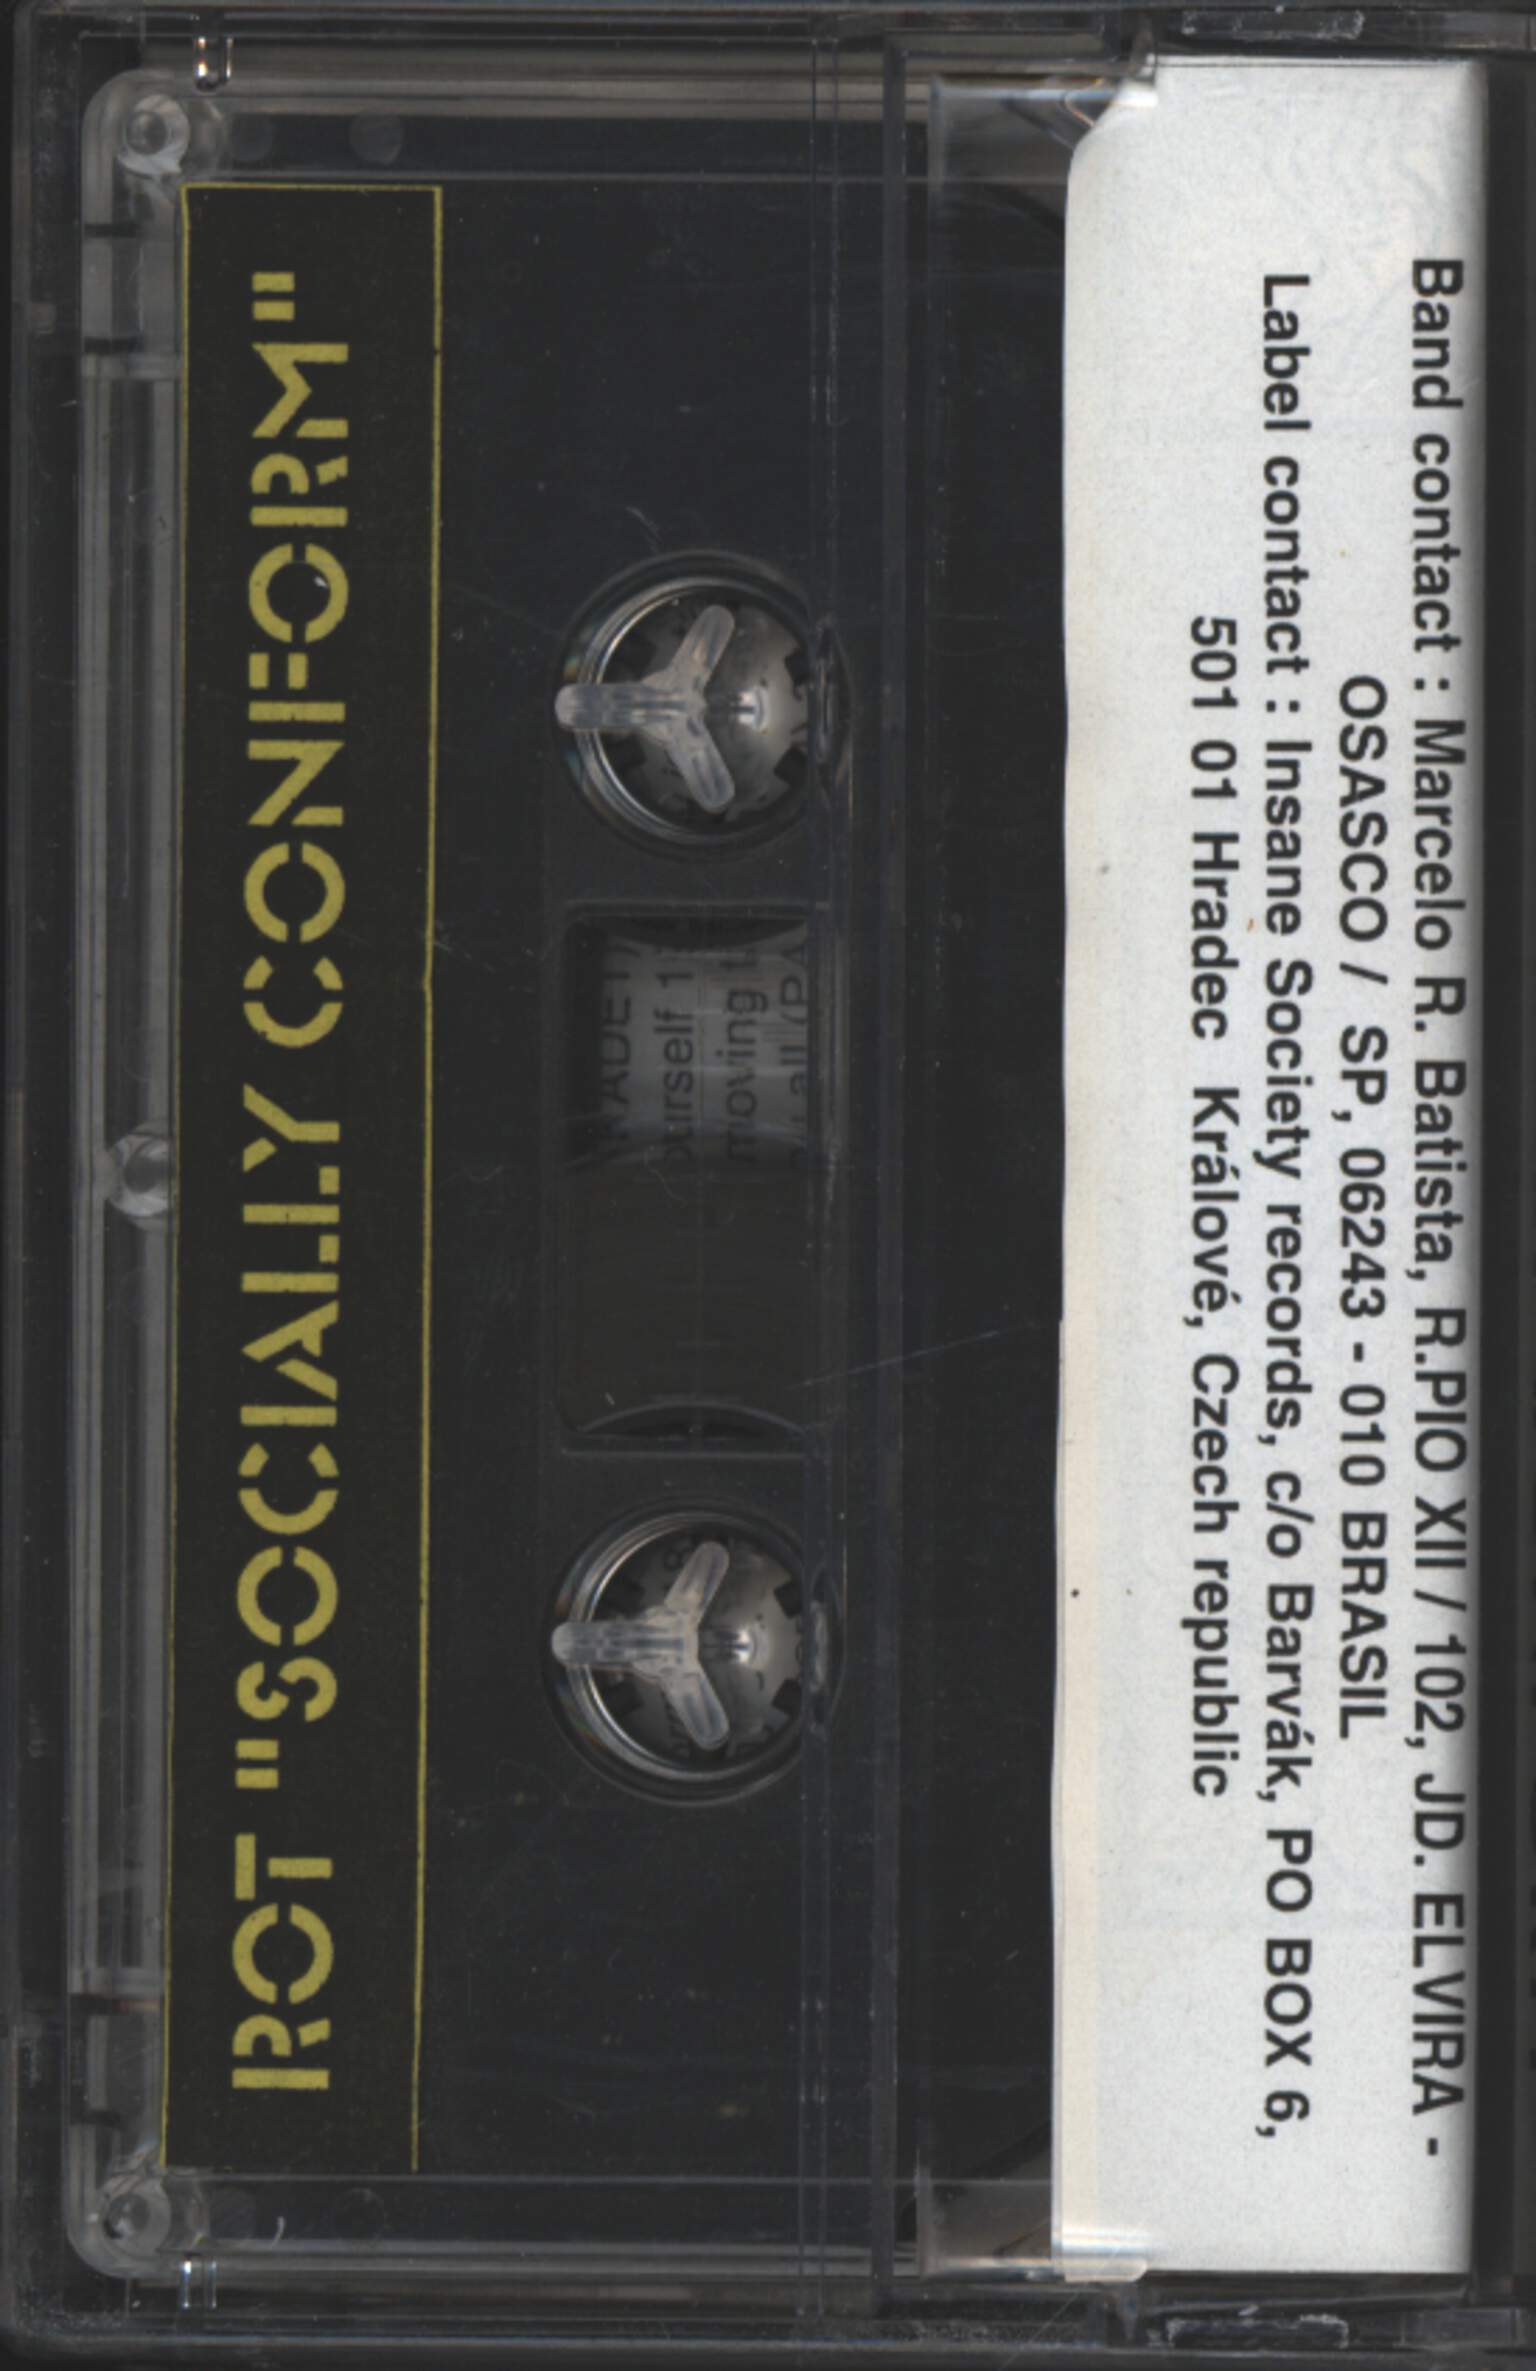 ROT "SOCIALLY CONFORM"
Band contact : Marcelo R. Batista, R.PIO XII / 102, JD. ELVIRA -
OSASCO / SP, 06243 - 010 BRASIL
Label contact : Insane Society records, c/o Barvák, PO BOX 6,
501 01 Hradec Králové, Czech republic
moving